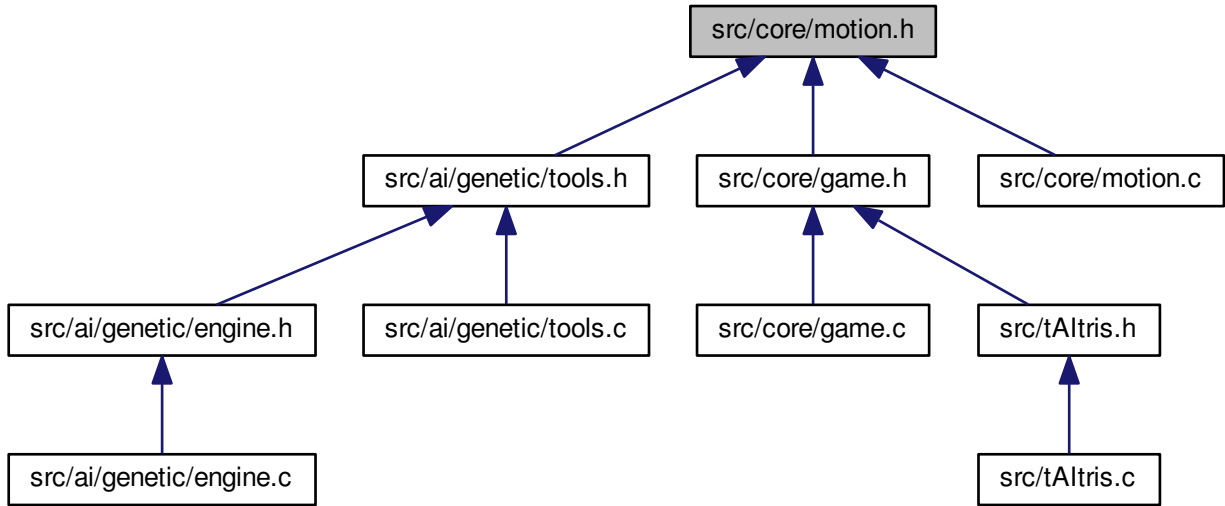 src/core/motion.h
src/ai/genetic/tools.h
src/core/game.h
src/core/motion.c
src/ai/genetic/engine.h
src/ai/genetic/tools.c
src/core/game.c
src/tAItris.h
src/ai/genetic/engine.c
src/tAItris.c